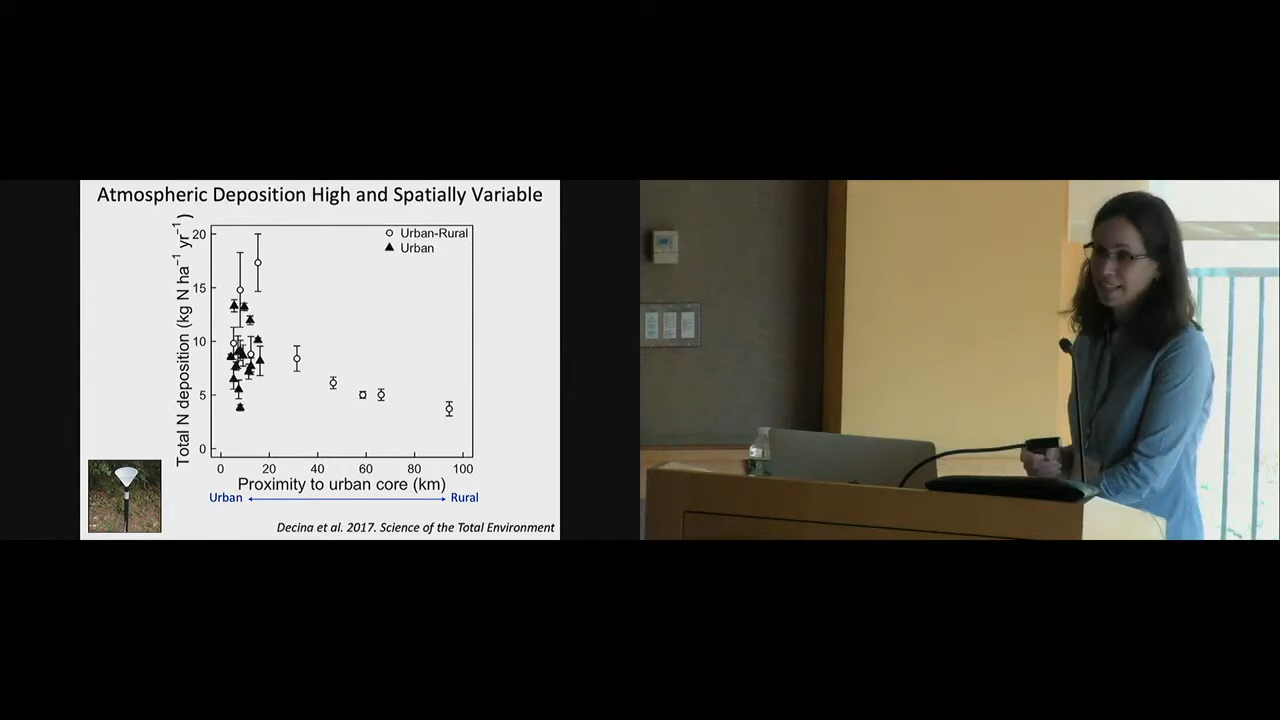 Atmospheric Deposition High and Spatially Variable
Total N deposition (kg N ha⁻¹ yr⁻¹)
20
15
10
5
0
Urban-Rural
Urban
0 20 40 60 80 100
Proximity to urban core (km)
Urban Rural
Decina et al. 2017. Science of the Total Environment